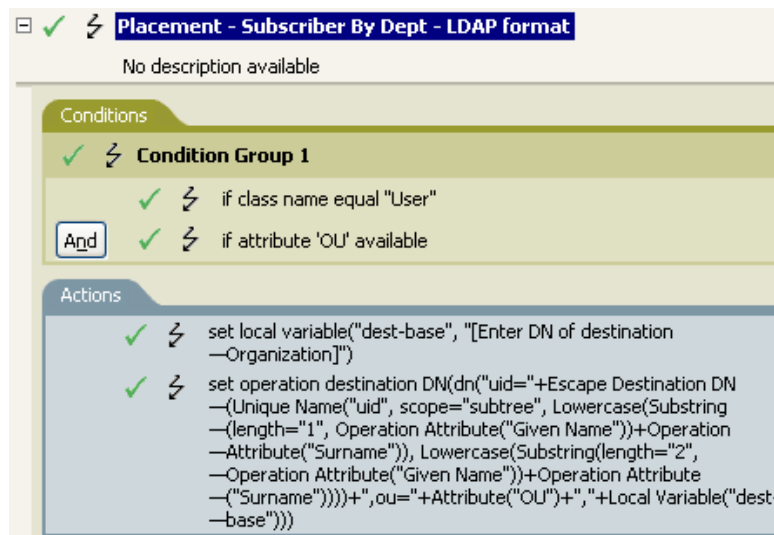 Placement - Subscriber By Dept - LDAP format
No description available
Conditions
Condition Group 1
if class name equal "User"
And if attribute 'OU' available
Actions
set local variable("dest-base", "[Enter DN of destination
—Organization]")
set operation destination DN(dn("uid="+Escape Destination DN
—(Unique Name("uid", scope="subtree", Lowercase(Substring
—(length="1", Operation Attribute("Given Name"))+Operation
—Attribute("Surname")), Lowercase(Substring(length="2",
—Operation Attribute("Given Name"))+Operation Attribute
—("Surname"))))+",ou="+Attribute("OU")+","+Local Variable("dest-
—base")))